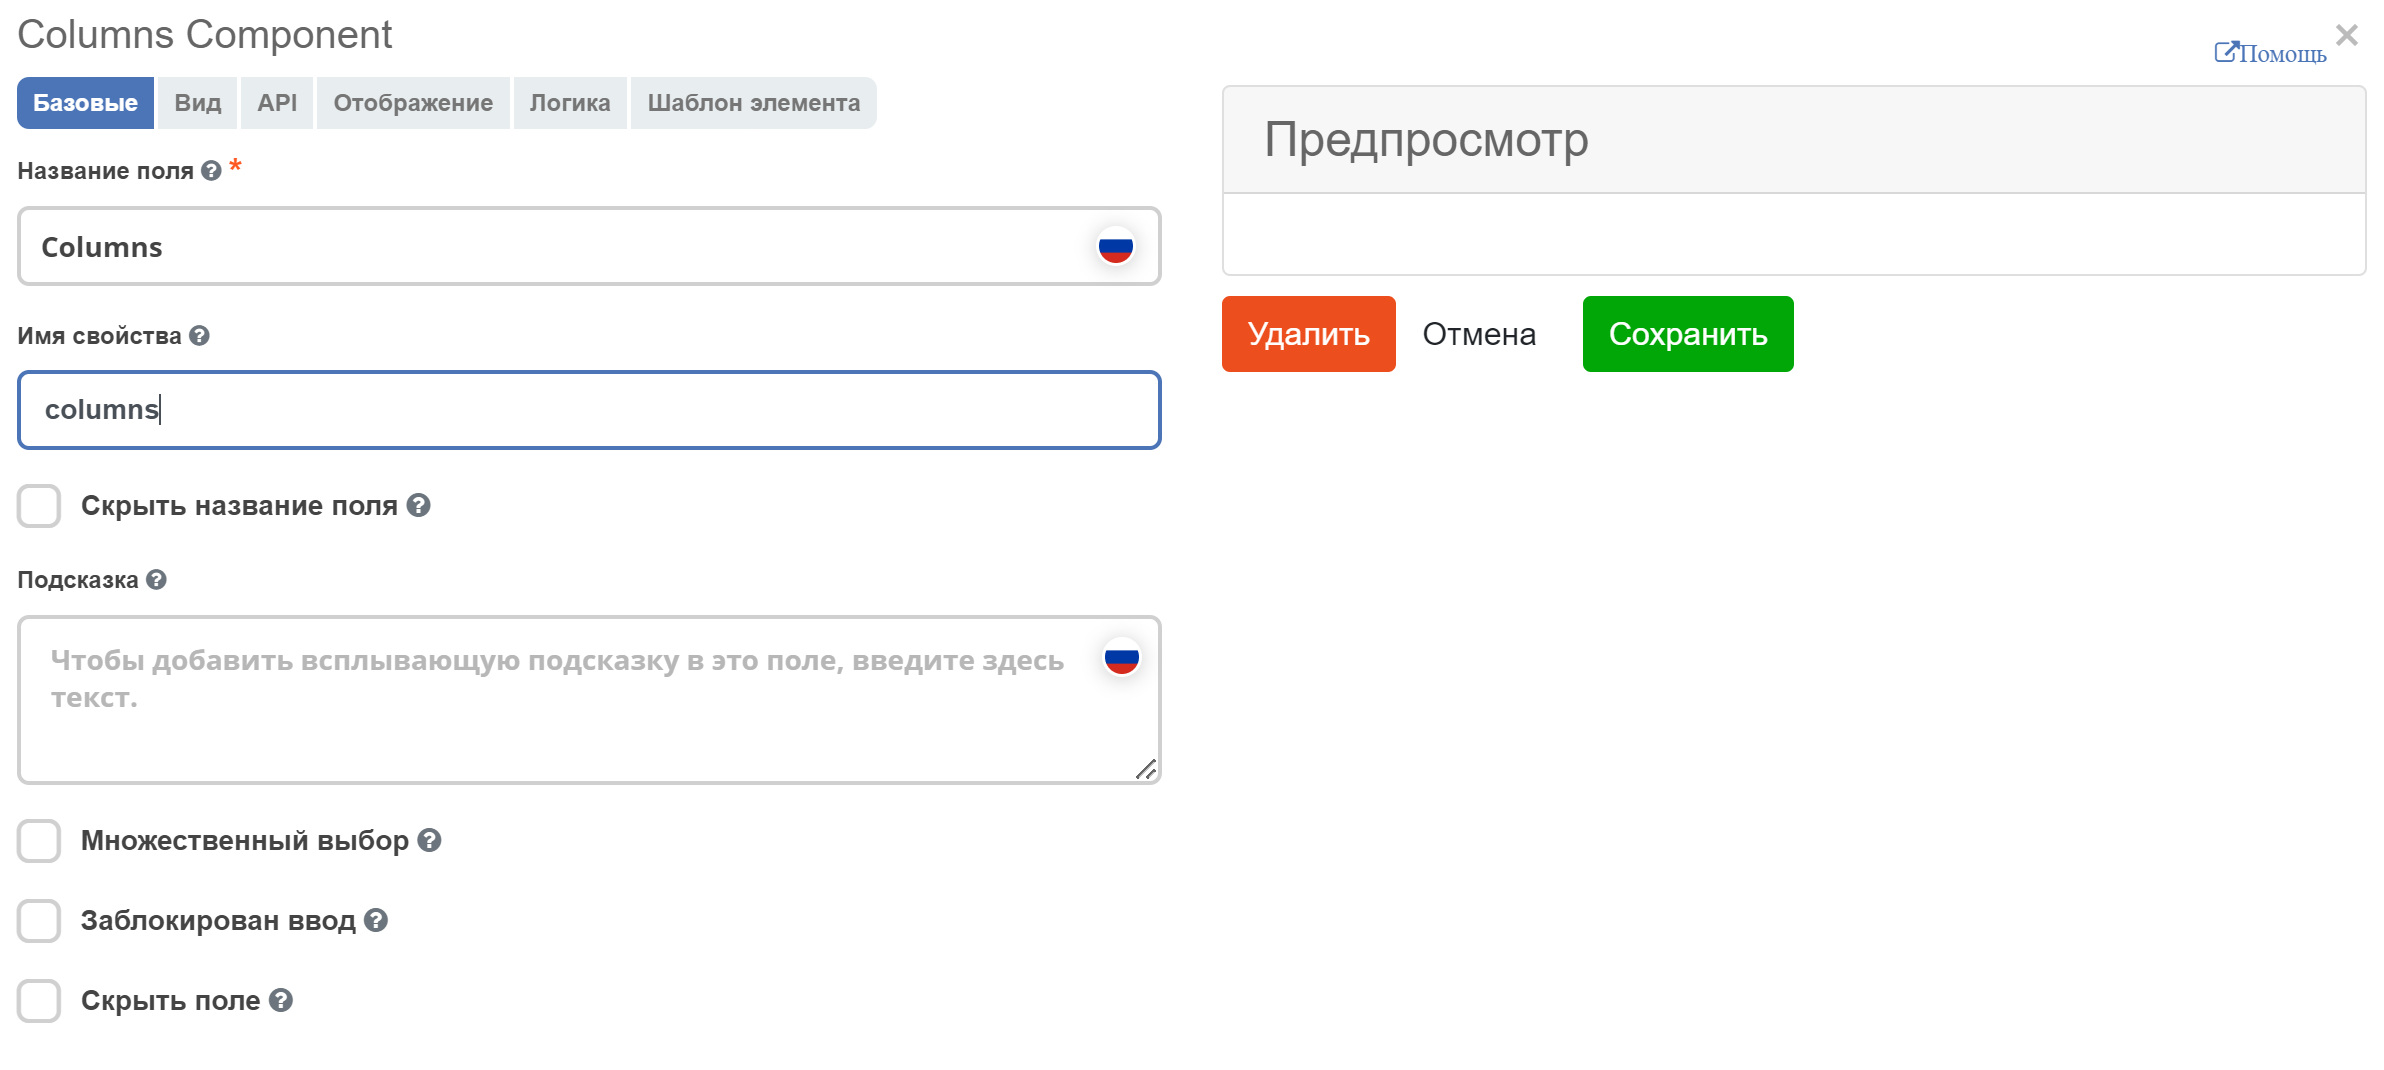 Columns Component
Помощь
Базовые
Вид
API
Отображение
Логика
Шаблон элемента
Название поля *
Columns
Имя свойства
columns
Скрыть название поля
Подсказка
Чтобы добавить всплывающую подсказку в это поле, введите здесь
текст.
Множественный выбор
Заблокирован ввод
Скрыть поле
Предпросмотр
Удалить
Отмена
Сохранить